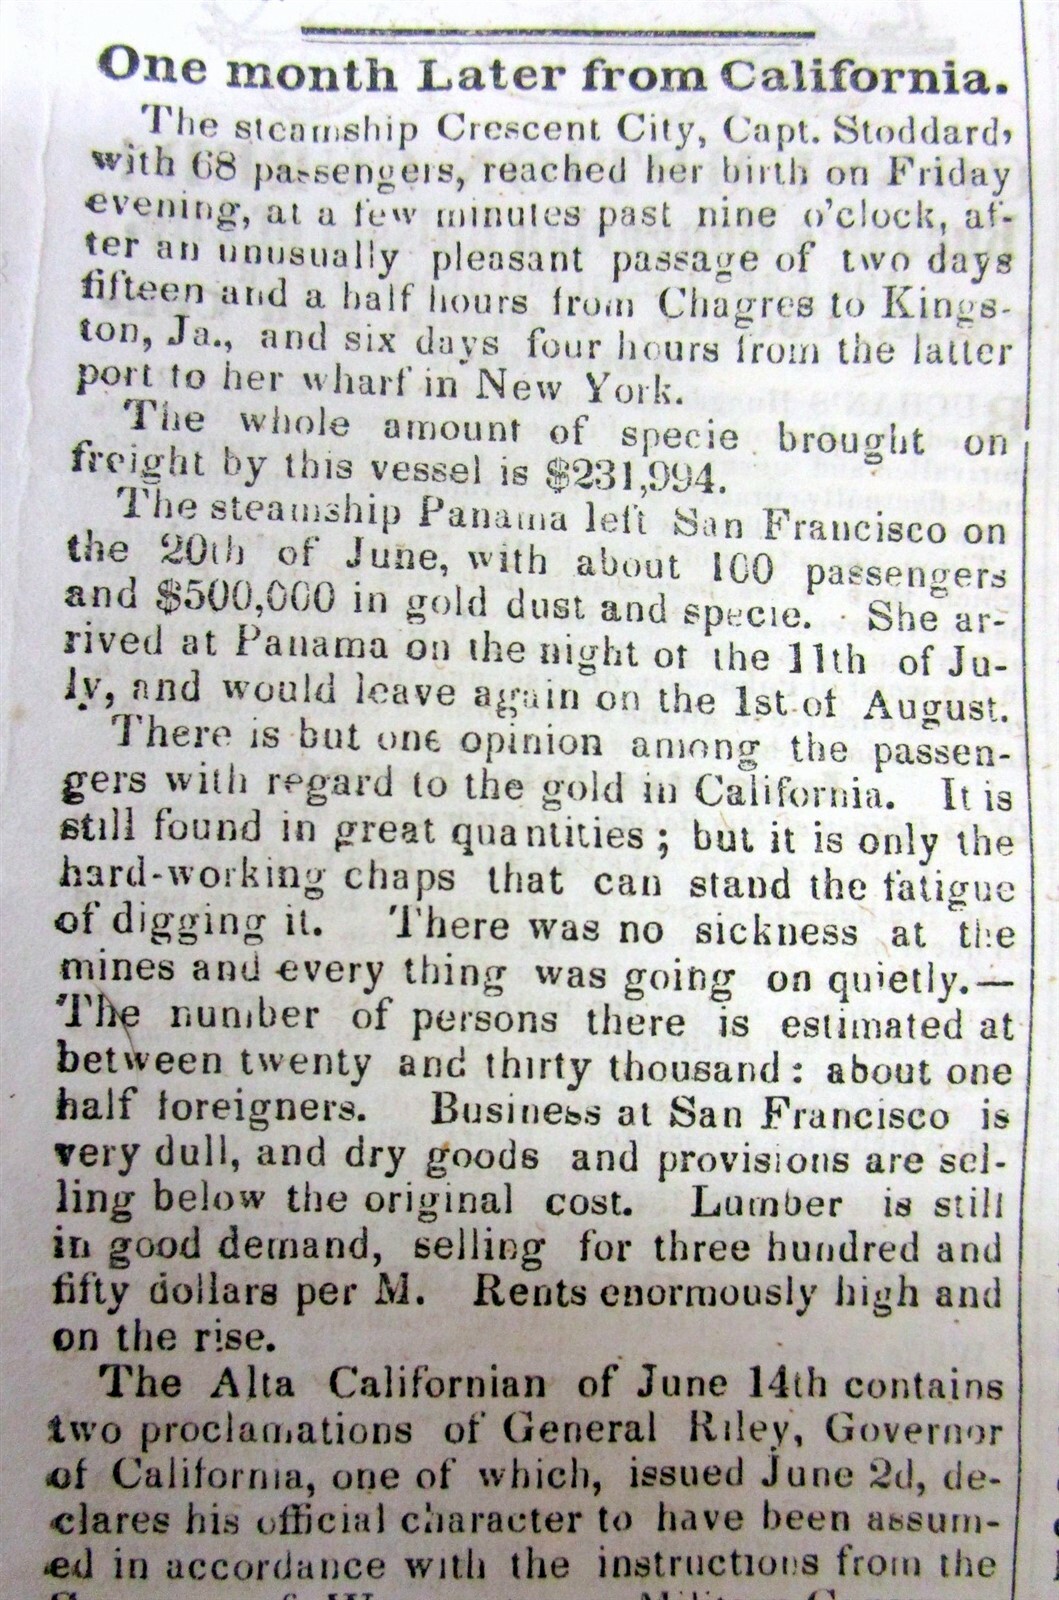 One month Later from California.
The steamship Crescent City, Capt. Stoddard,
with 68 passengers, reached her birth on Friday
evening, at a few minutes past nine o'clock, af-
ter an unusually pleasant passage of two days
fifteen and a half hours from Chagres to Kings-
ton, Ja., and six days four hours from the latter
port to her wharf in New York.
The whole amount of specie brought on
freight by this vessel is $231,994.
The steamship Panama left San Francisco on
the 20th of June, with about 100 passengers
and $500,000 in gold dust and specie. She ar-
rived at Panama on the night of the 11th of Ju-
ly, and would leave again on the 1st of August.
There is but one opinion among the passen-
gers with regard to the gold in California. It is
still found in great quantities; but it is only the
hard-working chaps that can stand the fatigue
of digging it. There was no sickness at the
mines and every thing was going on quietly.—
The number of persons there is estimated at
between twenty and thirty thousand: about one
half foreigners. Business at San Francisco is
very dull, and dry goods and provisions are sel-
ling below the original cost. Lumber is still
in good demand, selling for three hundred and
fifty dollars per M. Rents enormously high and
on the rise.
The Alta Californian of June 14th contains
two proclamations of General Riley, Governor
of California, one of which, issued June 2d, de-
clares his official character to have been assum-
ed in accordance with the instructions from the